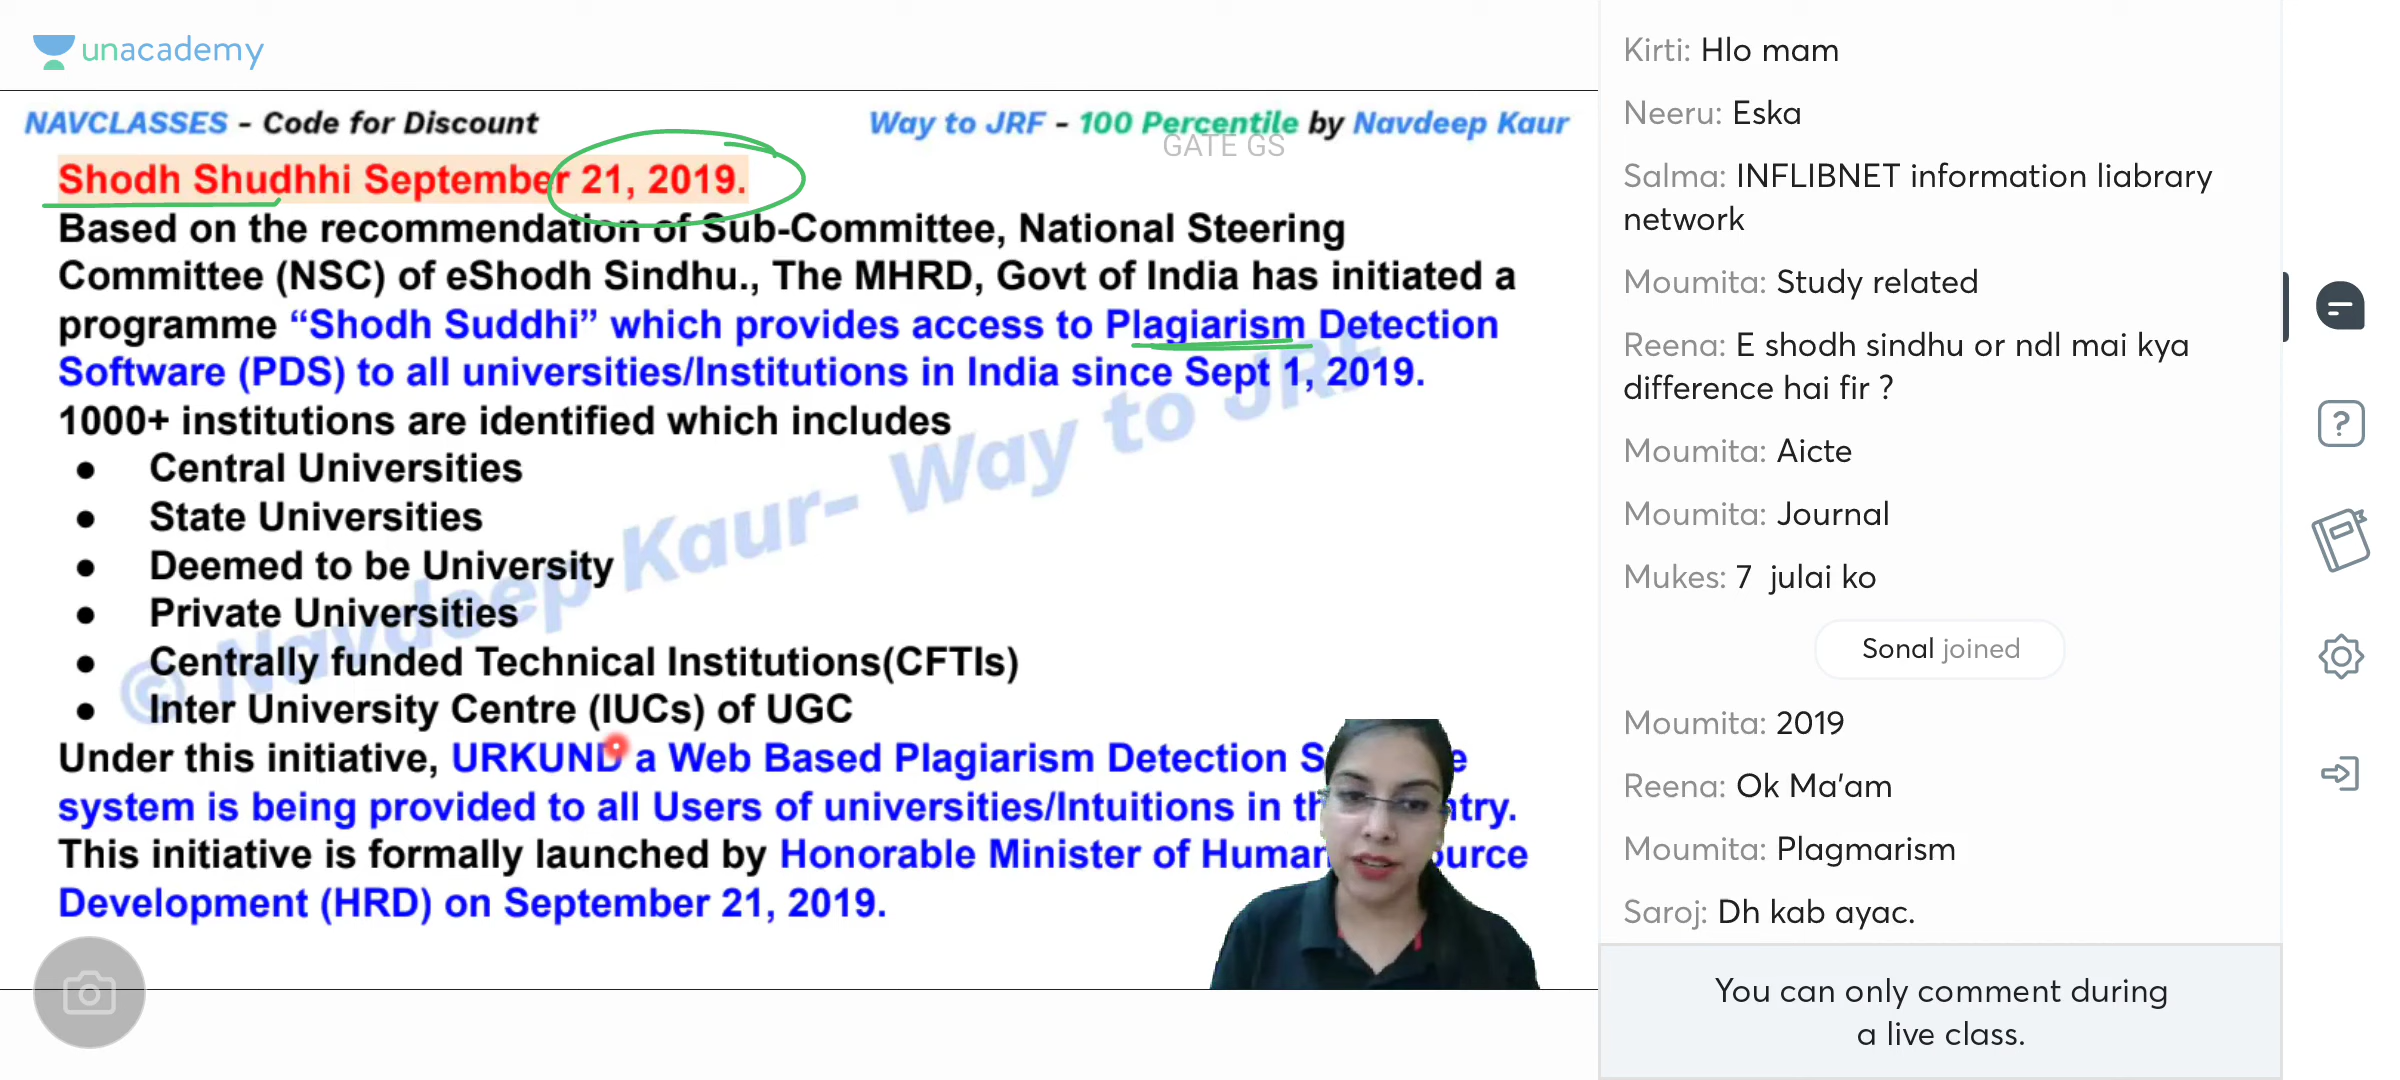 unacademy
NAVCLASSES - Code for Discount
Way to JRF - 100 Percentile by Navdeep Kaur
GATE GS
Shodh Shudhhi September 21, 2019.
Based on the recommendation of Sub-Committee, National Steering
Committee (NSC) of eShodh Sindhu., The MHRD, Govt of India has initiated a
programme “Shodh Suddhi” which provides access to Plagiarism Detection
Software (PDS) to all universities/Institutions in India since Sept 1, 2019.
1000+ institutions are identified which includes
● Central Universities
● State Universities
● Deemed to be University
● Private Universities
● Centrally funded Technical Institutions(CFTIs)
● Inter University Centre (IUCs) of UGC
Under this initiative, URKUND a Web Based Plagiarism Detection
system is being provided to all Users of universities/Intuitions in
This initiative is formally launched by Honorable Minister of
Development (HRD) on September 21, 2019.
© Navdeep Kaur- Way to JRF
Kirti: Hlo mam
Neeru: Eska
Salma: INFLIBNET information liabrary
network
Moumita: Study related
Reena: E shodh sindhu or ndl mai kya
difference hai fir ?
Moumita: Aicte
Moumita: Journal
Mukes: 7 julai ko
Sonal joined
Moumita: 2019
Reena: Ok Ma'am
Moumita: Plagmarism
Saroj: Dh kab ayac.
You can only comment during
a live class.